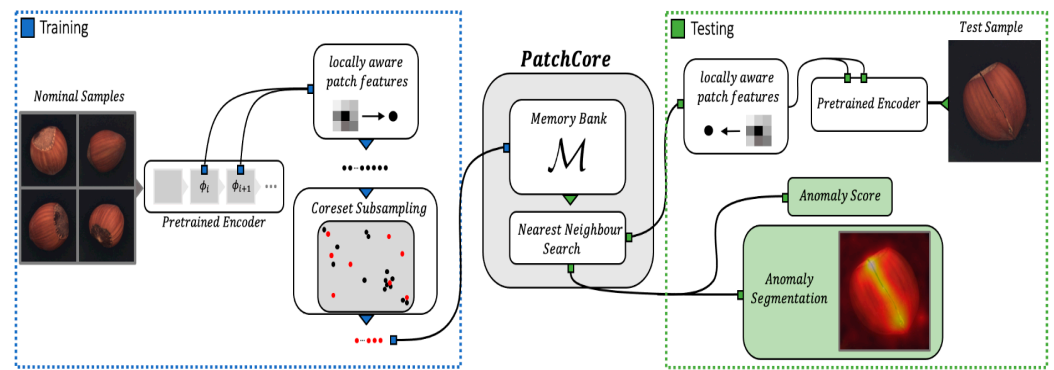 Training
Nominal Samples
ϕᵢ
ϕᵢ₊₁
...
Pretrained Encoder
locally aware
patch features
Coreset Subsampling
PatchCore
Memory Bank
ℳ
Nearest Neighbour
Search
Testing
locally aware
patch features
Pretrained Encoder
Test Sample
Anomaly Score
Anomaly
Segmentation